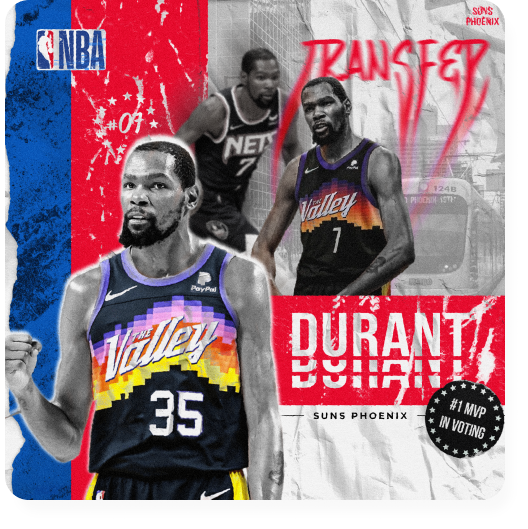 SUNS
PHOENIX
NBA
TRANSFER
#07
NETS
7
THE
Valley
7
PayPal
THE
Valley
35
1248
DURANT
DURANT
SUNS PHOENIX
#1 MVP
IN VOTING